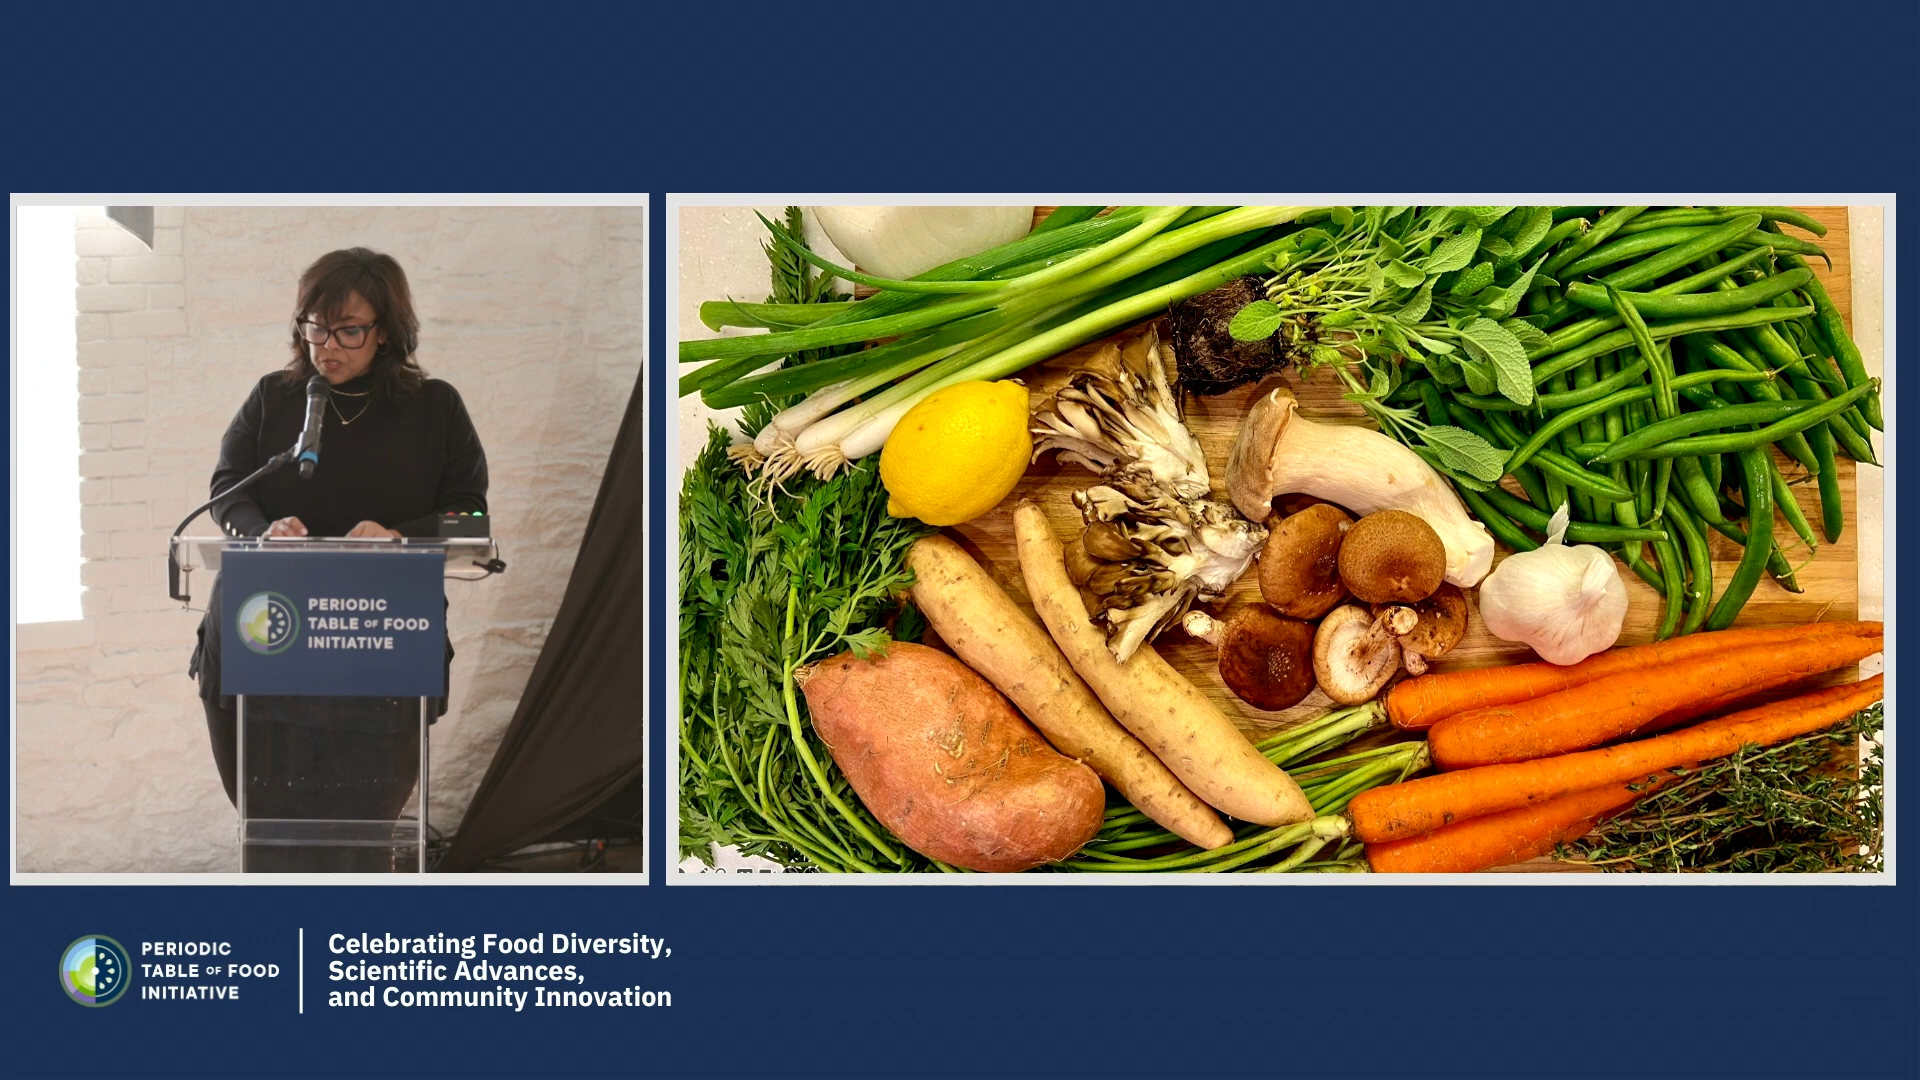 PERIODIC
TABLE OF FOOD
INITIATIVE
PERIODIC
TABLE OF FOOD
INITIATIVE
Celebrating Food Diversity,
Scientific Advances,
and Community Innovation